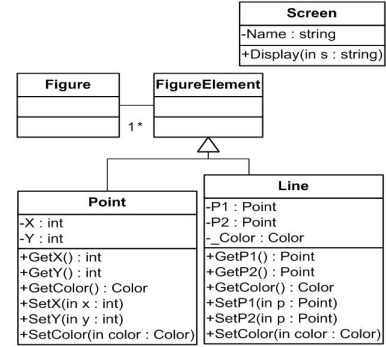 Screen
-Name : string
+Display(in s : string)
Figure
FigureElement
1*
Point
-X : int
-Y : int
+GetX() : int
+GetY() : int
+GetColor() : Color
+SetX(in x : int)
+SetY(in y : int)
+SetColor(in color : Color)
Line
-P1 : Point
-P2 : Point
-_Color : Color
+GetP1() : Point
+GetP2() : Point
+GetColor() : Color
+SetP1(in p : Point)
+SetP2(in p : Point)
+SetColor(in color : Color)